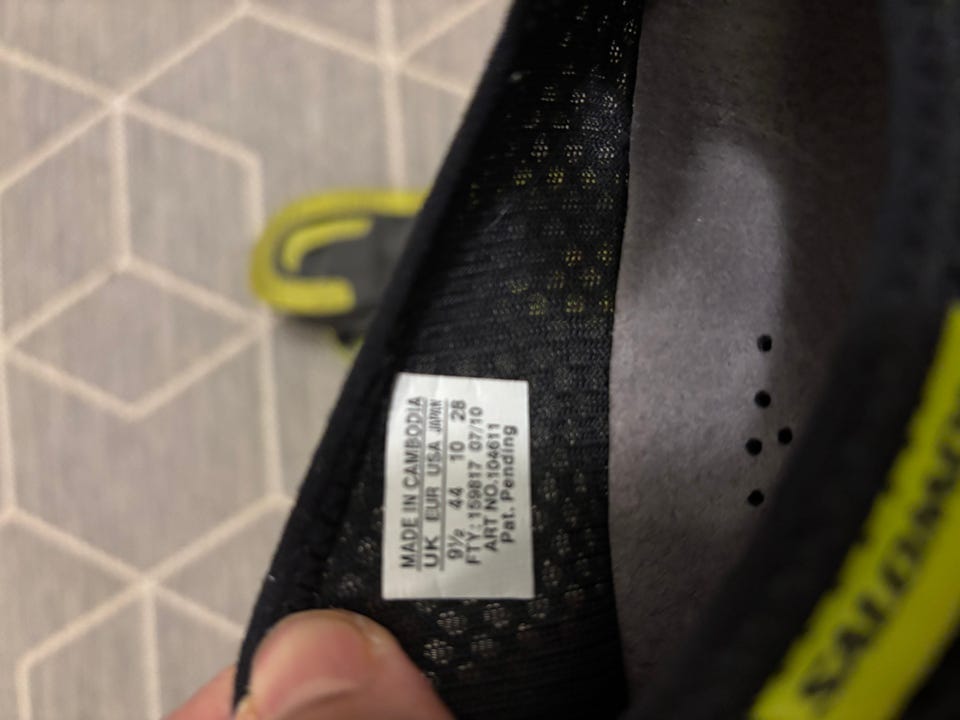 MADE IN CAMBODIA
UK EUR USA JAPAN
9½ 44 10 28
FTY: 159817 07/10
ART NO.104611
Pat. Pending
SALOMON